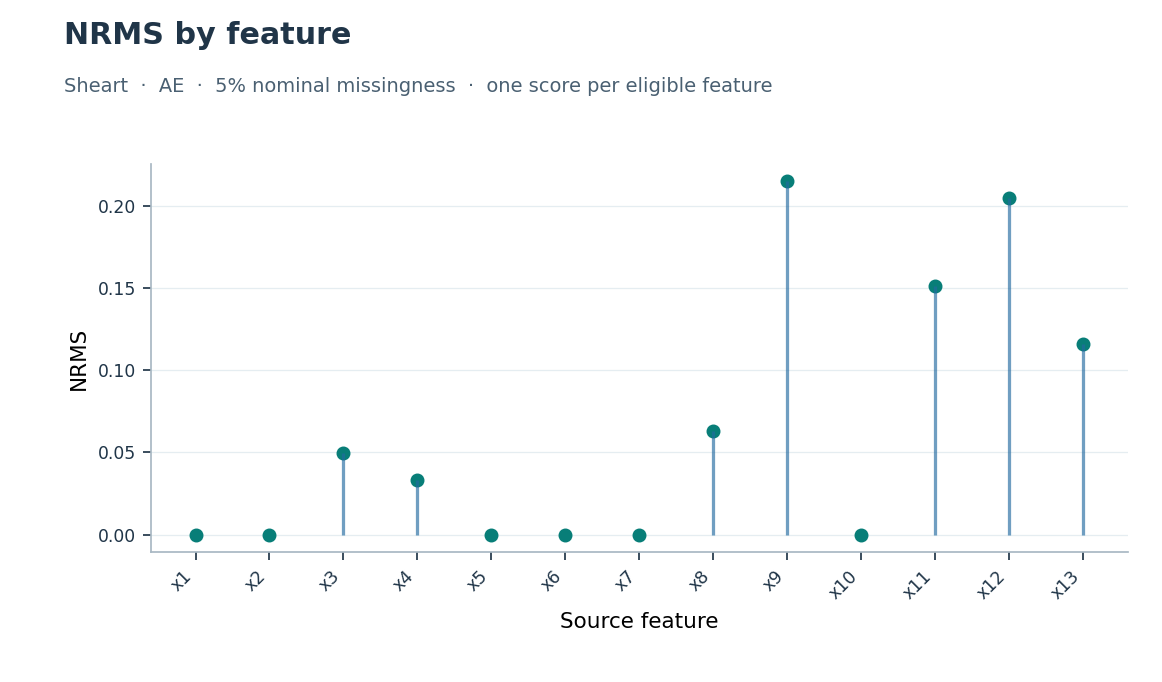 NRMS by feature
Sheart · AE · 5% nominal missingness · one score per eligible feature
0.20
0.15
0.10
0.05
0.00
NRMS
x1 x2 x3 x4 x5 x6 x7 x8 x9 x10 x11 x12 x13
Source feature